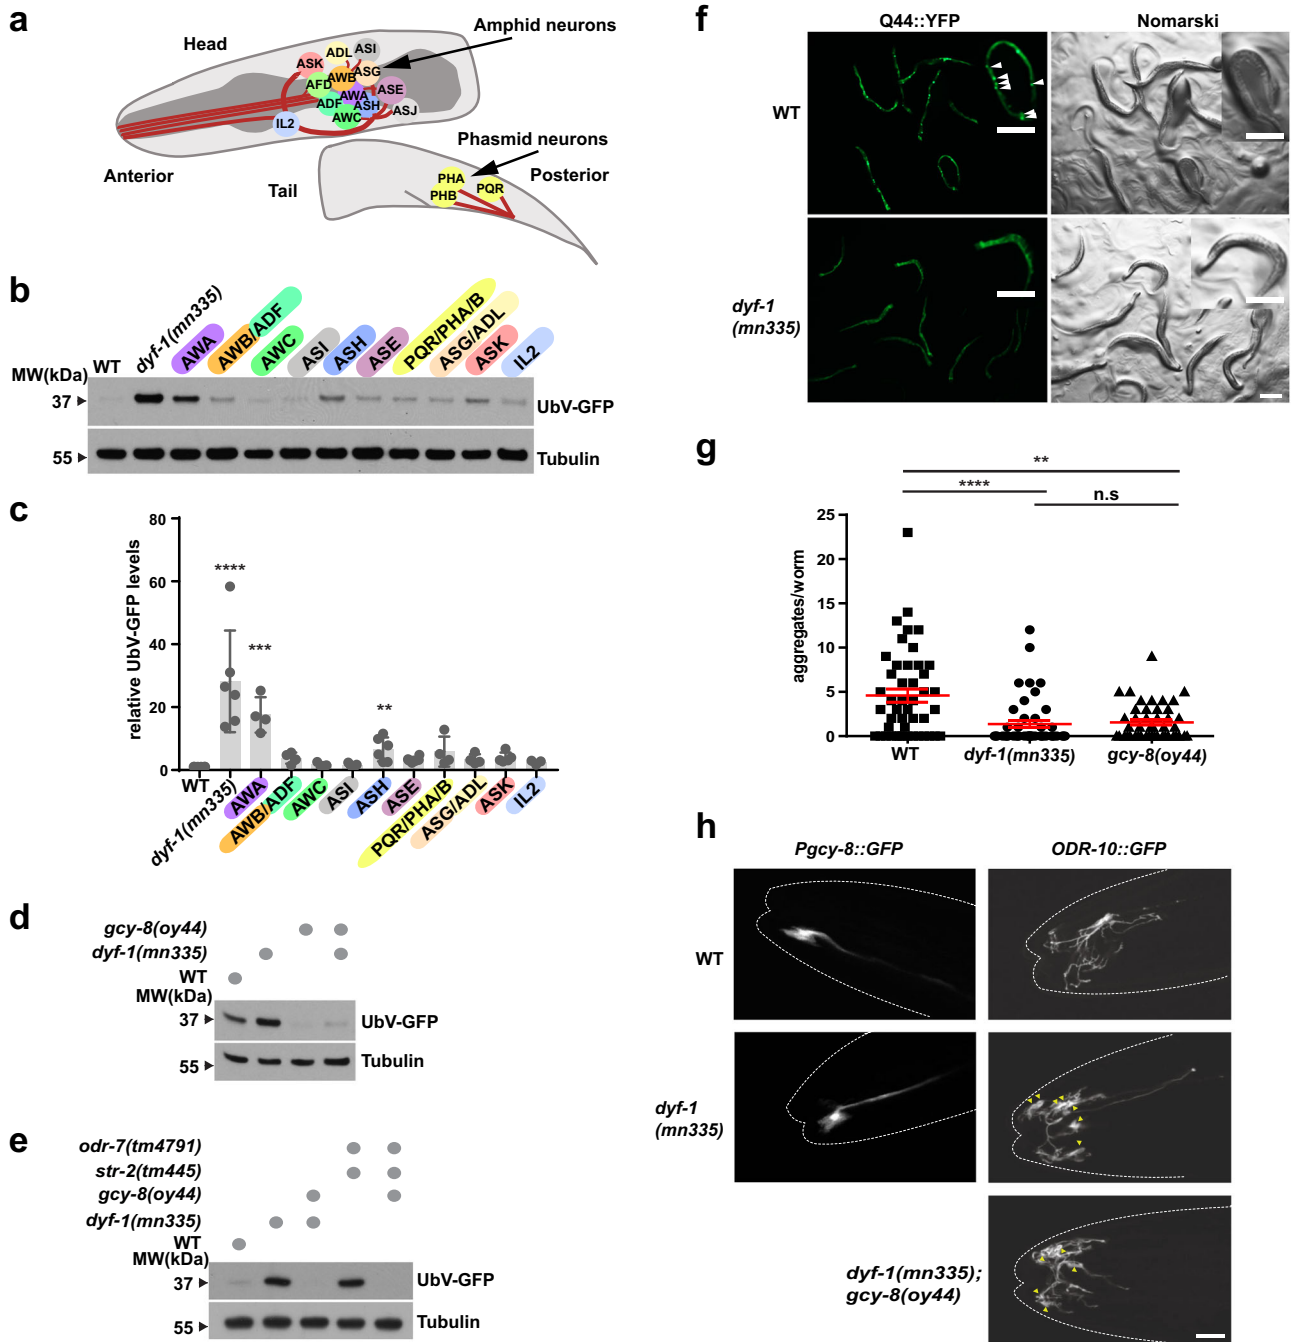 a
Head
Amphid neurons
ADL
ASI
ASK
AWB
ASG
AFD
AWA
ASE
ADF
ASH
ASJ
AWC
IL2
Anterior
Phasmid neurons
Tail
Posterior
PHA
PQR
PHB
b
MW(kDa)
WT
dyf-1(mn335)
AWA
AWB/ADF
AWC
ASI
ASH
ASE
PQR/PHA/B
ASG/ADL
ASK
IL2
37
UbV-GFP
55
Tubulin
c
relative UbV-GFP levels
80
60
40
20
0
****
***
**
WT
dyf-1(mn335)
AWA
AWB/ADF
AWC
ASI
ASH
ASE
PQR/PHA/B
ASG/ADL
ASK
IL2
d
gcy-8(oy44)
dyf-1(mn335)
WT
MW(kDa)
37
UbV-GFP
55
Tubulin
e
odr-7(tm4791)
str-2(tm445)
gcy-8(oy44)
dyf-1(mn335)
WT
MW(kDa)
37
UbV-GFP
55
Tubulin
f
Q44::YFP
Nomarski
WT
dyf-1
(mn335)
g
**
****
n.s
aggregates/worm
25
20
15
10
5
0
WT
dyf-1(mn335)
gcy-8(oy44)
h
Pgcy-8::GFP
ODR-10::GFP
WT
dyf-1
(mn335)
dyf-1(mn335);
gcy-8(oy44)